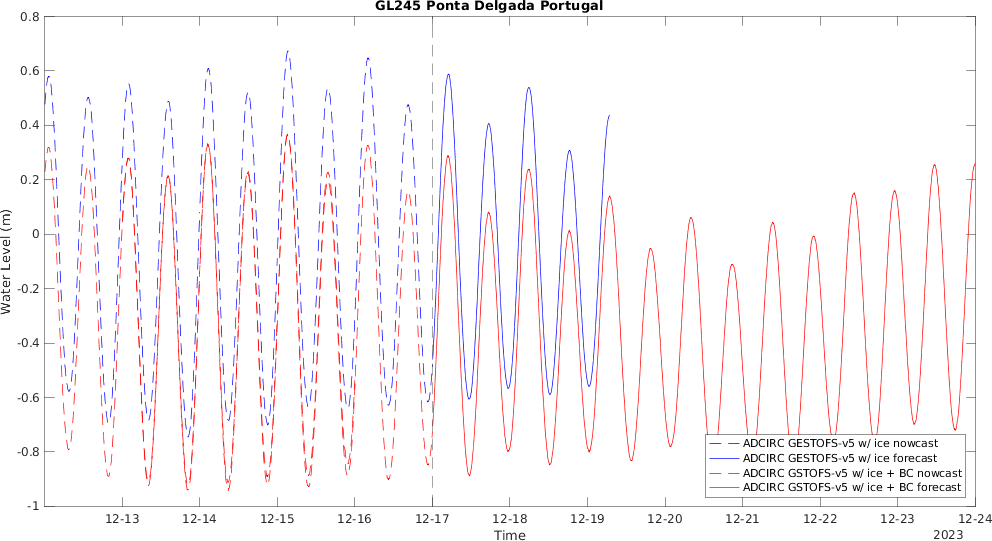 GL245 Ponta Delgada Portugal
0.8
0.6
0.4
0.2
0
-0.2
-0.4
-0.6
-0.8
-1
Water Level (m)
ADCIRC GESTOFS-v5 w/ ice nowcast
ADCIRC GESTOFS-v5 w/ ice forecast
ADCIRC GSTOFS-v5 w/ ice + BC nowcast
ADCIRC GSTOFS-v5 w/ ice + BC forecast
12-13 12-14 12-15 12-16 12-17 12-18 12-19 12-20 12-21 12-22 12-23 12-24
Time
2023